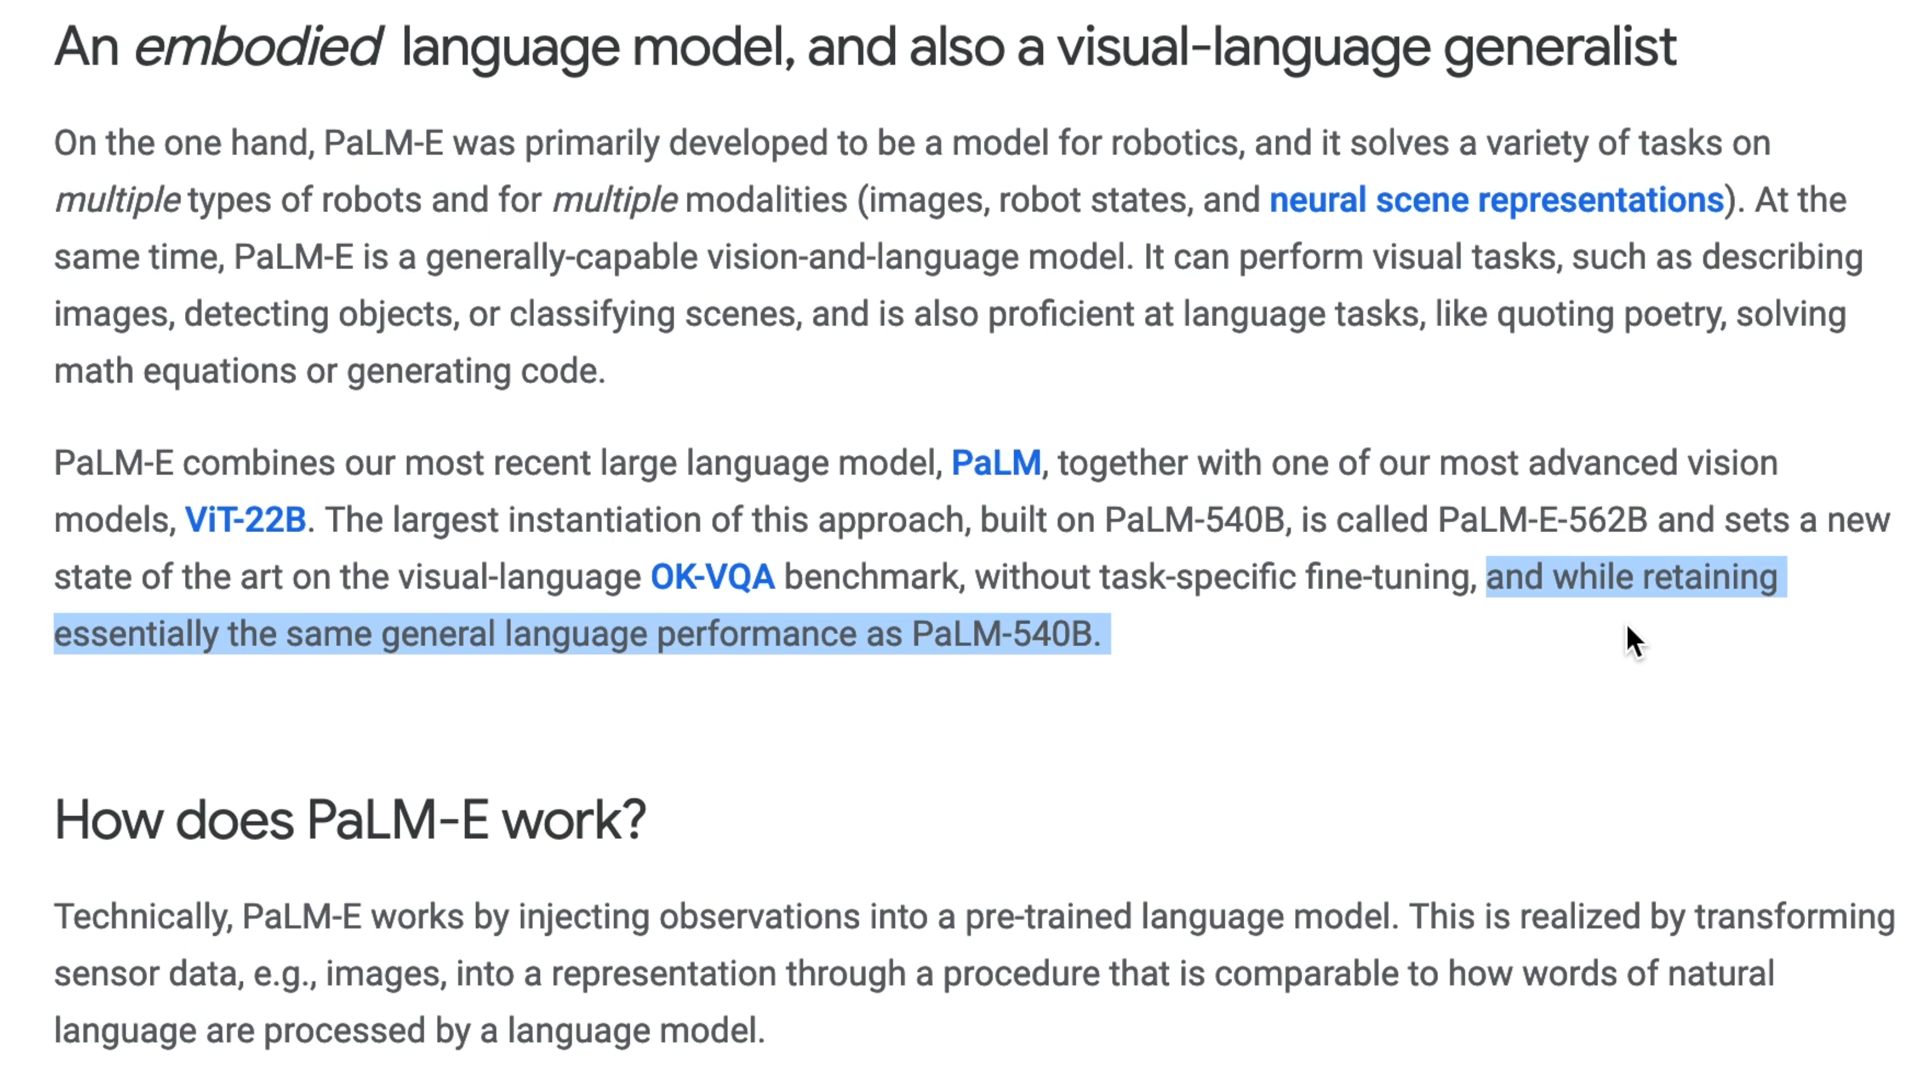 An embodied language model, and also a visual-language generalist
On the one hand, PaLM-E was primarily developed to be a model for robotics, and it solves a variety of tasks on
multiple types of robots and for multiple modalities (images, robot states, and neural scene representations). At the
same time, PaLM-E is a generally-capable vision-and-language model. It can perform visual tasks, such as describing
images, detecting objects, or classifying scenes, and is also proficient at language tasks, like quoting poetry, solving
math equations or generating code.
PaLM-E combines our most recent large language model, PaLM, together with one of our most advanced vision
models, ViT-22B. The largest instantiation of this approach, built on PaLM-540B, is called PaLM-E-562B and sets a new
state of the art on the visual-language OK-VQA benchmark, without task-specific fine-tuning, and while retaining
essentially the same general language performance as PaLM-540B.
How does PaLM-E work?
Technically, PaLM-E works by injecting observations into a pre-trained language model. This is realized by transforming
sensor data, e.g., images, into a representation through a procedure that is comparable to how words of natural
language are processed by a language model.